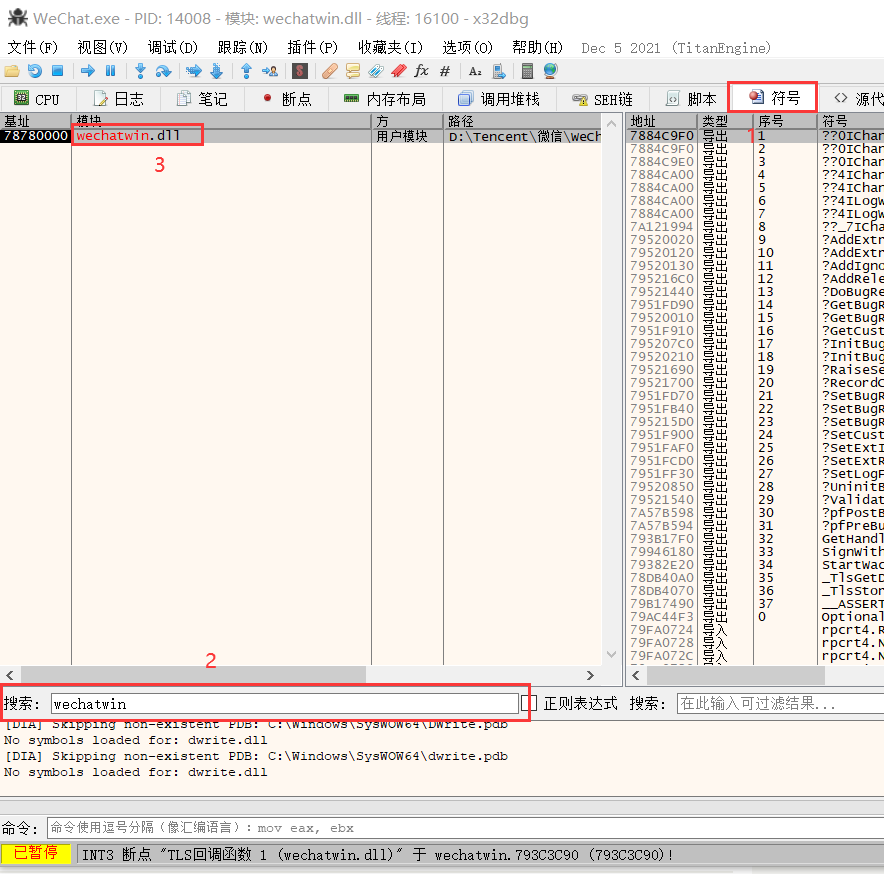 WeChat.exe - PID: 14008 - 模块: wechatwin.dll - 线程: 16100 - x32dbg
文件(F) 视图(V) 调试(D) 跟踪(N) 插件(P) 收藏夹(I) 选项(O) 帮助(H) Dec 5 2021 (TitanEngine)
CPU 日志 笔记 断点 内存布局 调用堆栈 SEH链 脚本 符号 源代
基址 模块 方 路径 地址 类型 序号 符号
78780000 wechatwin.dll 用户模块 D:\Tencent\微信\weCh 7884C9F0 导出 1 ??0IChan
1
7884C9F0 导出 2 ??0IChan
3
7884C9E0 导出 3 ??0IChan
7884CA00 导出 4 ??4IChan
7884CA00 导出 5 ??4IChan
7884CA00 导出 6 ??4ILogW
7884CA00 导出 7 ??4ILogW
7A121994 导出 8 ??_7ICha
79520020 导出 9 ?AddExtr
79520120 导出 10 ?AddExtr
79520130 导出 11 ?AddIgno
795216C0 导出 12 ?AddRele
79521440 导出 13 ?DoBugRe
7951FD90 导出 14 ?GetBugR
79520010 导出 15 ?GetBugR
7951F910 导出 16 ?GetCust
795207C0 导出 17 ?InitBug
79520210 导出 18 ?InitBug
79521690 导出 19 ?RaiseSe
79521700 导出 20 ?RecordC
7951FD70 导出 21 ?SetBugR
7951FB40 导出 22 ?SetBugR
795215D0 导出 23 ?SetBugR
7951F900 导出 24 ?SetCust
7951FAF0 导出 25 ?SetExtI
7951FCD0 导出 26 ?SetExtR
7951FF30 导出 27 ?SetLogF
79520850 导出 28 ?UninitB
79521540 导出 29 ?Validat
7A57B598 导出 30 ?pfPostB
7A57B594 导出 31 ?pfPreBu
793B17F0 导出 32 GetHandl
79946180 导出 33 SignWith
79382E20 导出 34 StartWac
78DB40A0 导出 35 _TlsGetD
78DB4070 导出 36 _TlsStor
79B17490 导出 37 __ASSERT
79AC44F3 导出 0 Optional
79FA0724 导入 rpcrt4.R
79FA0728 导入 rpcrt4.N
79FA072C 导入 rpcrt4.N
2
搜索: wechatwin 正则表达式 搜索: 在此输入可过滤结果...
[DIA] Skipping non-existent PDB: C:\Windows\SysWOW64\DWrite.pdb
No symbols loaded for: dwrite.dll
[DIA] Skipping non-existent PDB: C:\Windows\SysWOW64\dwrite.pdb
No symbols loaded for: dwrite.dll
命令: 命令使用逗号分隔（像汇编语言）: mov eax, ebx
已暂停 INT3 断点 "TLS回调函数 1 (wechatwin.dll)" 于 wechatwin.793C3C90 (793C3C90)!